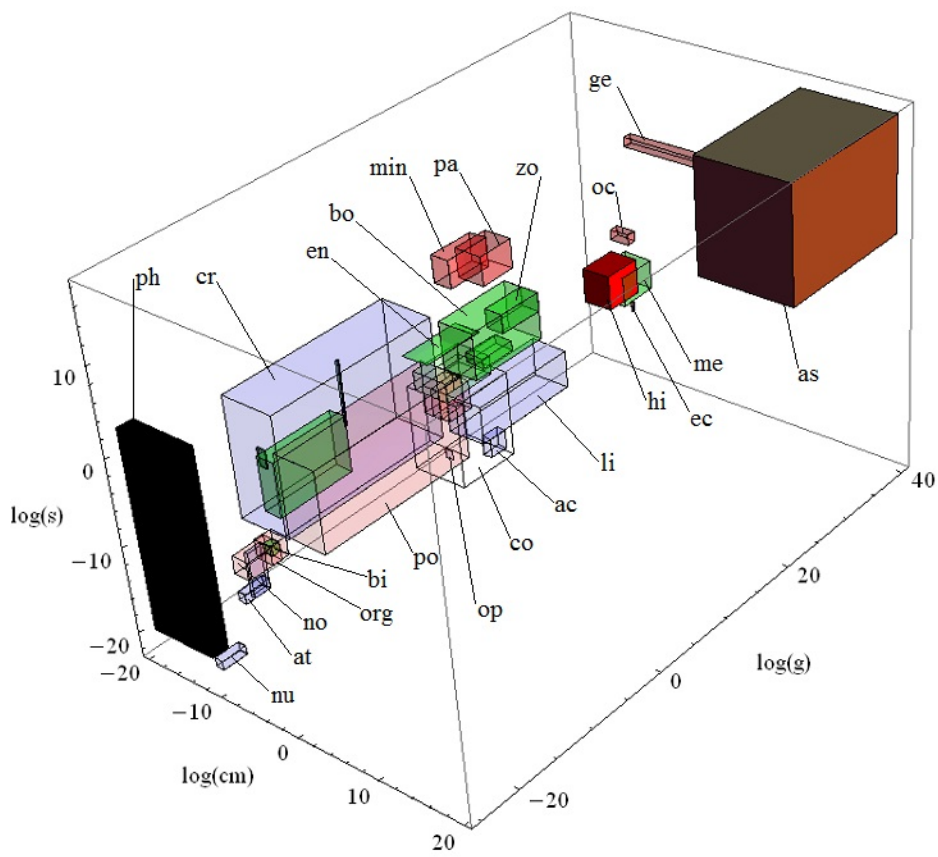 ge
min
pa
zo
oc
bo
en
ph
cr
10
0
log(s)
−10
−20
−20
−10
0
log(cm)
10
20
me
as
hi
ec
li
ac
co
po
op
bi
org
no
at
nu
40
20
log(g)
0
−20